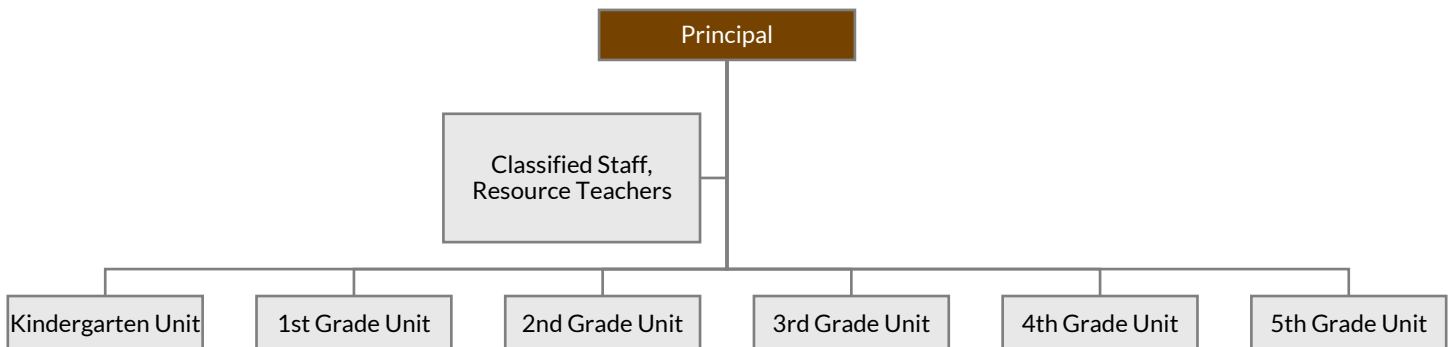 Principal
Classified Staff,
Resource Teachers
Kindergarten Unit
1st Grade Unit
2nd Grade Unit
3rd Grade Unit
4th Grade Unit
5th Grade Unit